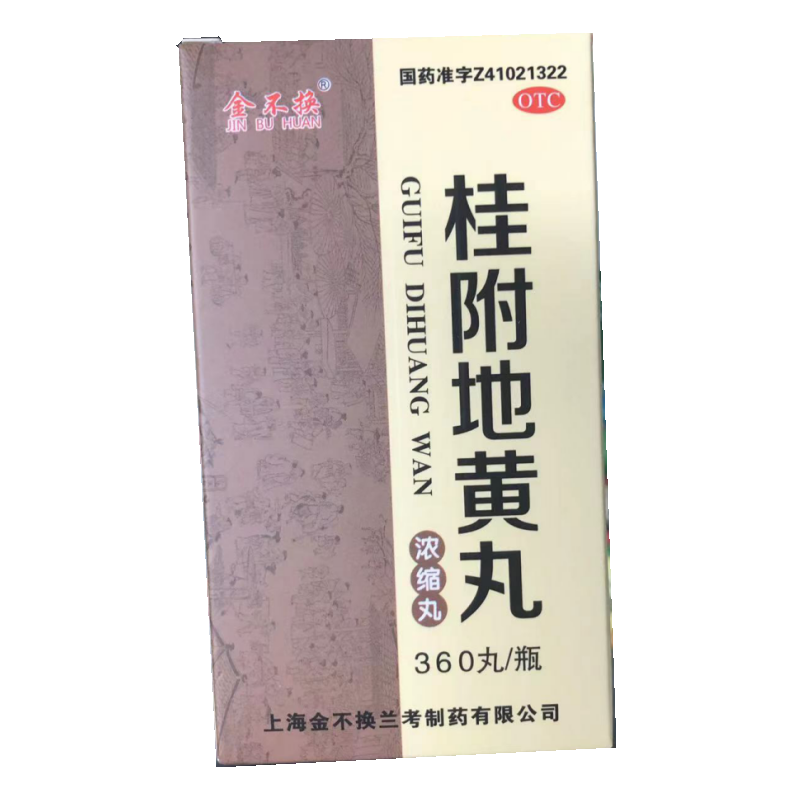 国药准字Z41021322
OTC
金不换®
JIN BU HUAN
桂附地黄丸
GUIFU DIHUANG WAN
浓缩丸
360丸/瓶
上海金不换兰考制药有限公司